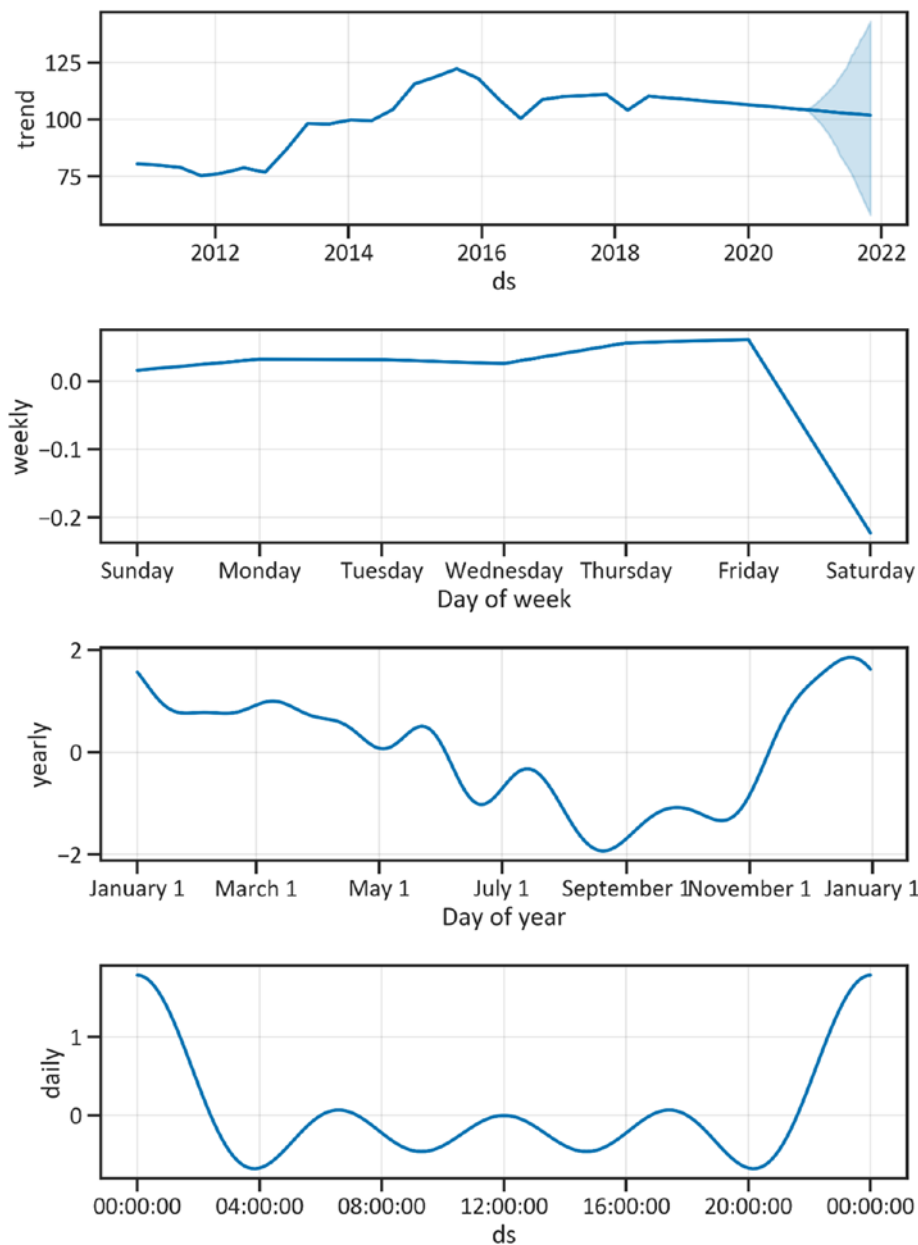 125
100
75
trend
2012 2014 2016 2018 2020 2022
ds
0.0
−0.1
−0.2
weekly
Sunday Monday Tuesday Wednesday Thursday Friday Saturday
Day of week
2
0
−2
yearly
January 1 March 1 May 1 July 1 September 1 November 1 January 1
Day of year
1
0
daily
00:00:00 04:00:00 08:00:00 12:00:00 16:00:00 20:00:00 00:00:00
ds